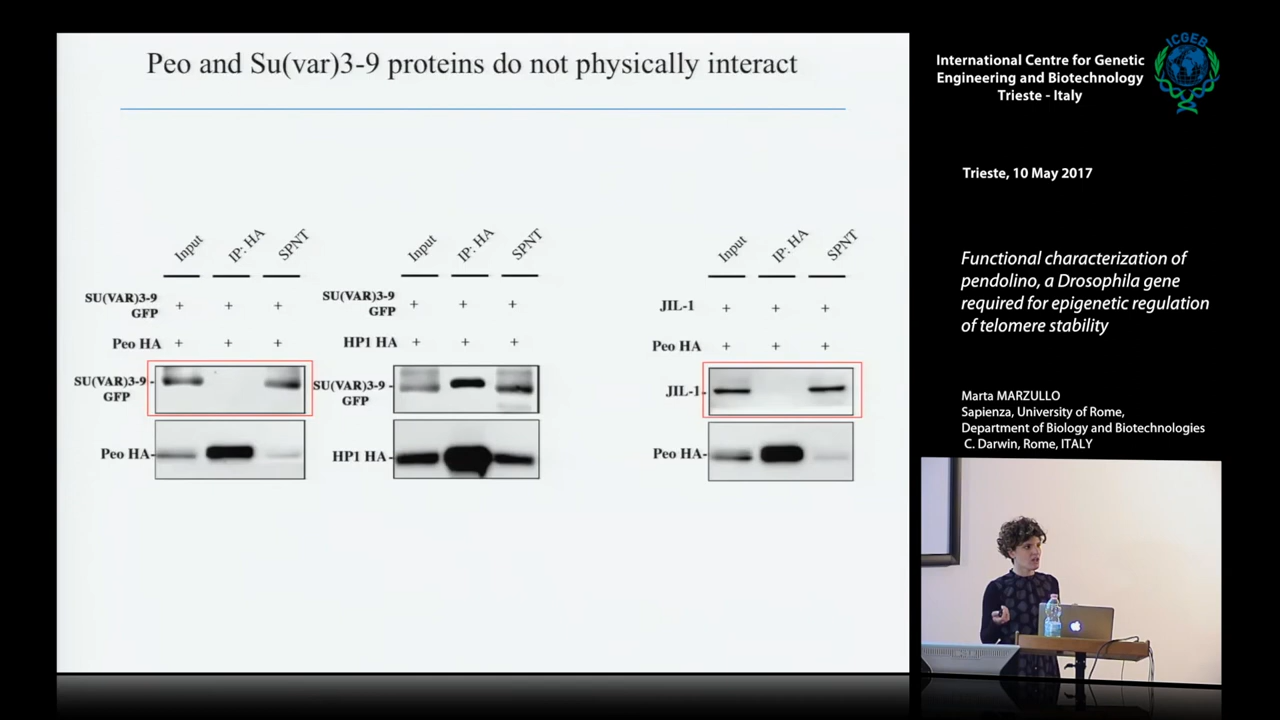 Peo and Su(var)3-9 proteins do not physically interact
Input IP: HA SPNT
SU(VAR)3-9 GFP + + +
Peo HA + + +
SU(VAR)3-9 GFP
Peo HA
Input IP: HA SPNT
SU(VAR)3-9 GFP + + +
HP1 HA + + +
SU(VAR)3-9 GFP
HP1 HA
Input IP: HA SPNT
JIL-1 + + +
Peo HA + + +
JIL-1
Peo HA
International Centre for Genetic
Engineering and Biotechnology
Trieste - Italy
ICGEB
Trieste, 10 May 2017
Functional characterization of
pendolino, a Drosophila gene
required for epigenetic regulation
of telomere stability
Marta MARZULLO
Sapienza, University of Rome,
Department of Biology and Biotechnologies
C. Darwin, Rome, ITALY